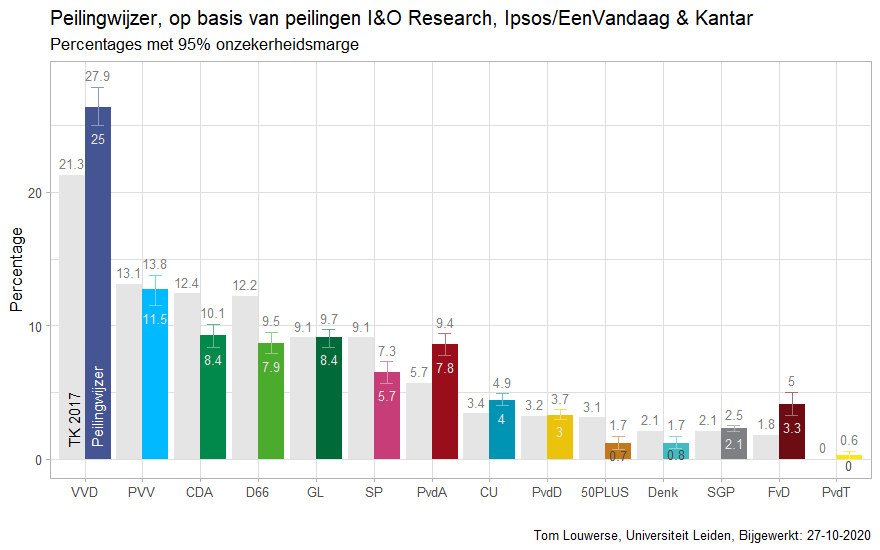 Peilingwijzer, op basis van peilingen I&O Research, Ipsos/EenVandaag & Kantar
Percentages met 95% onzekerheidsmarge
Percentage
20
10
0
TK 2017
Peilingwijzer
21.3 27.9 25
13.1 13.8 11.5
12.4 10.1 8.4
12.2 9.5 7.9
9.1 9.7 8.4
9.1 7.3 5.7
5.7 9.4 7.8
3.4 4.9 4
3.2 3.7 3
3.1 1.7 0.7
2.1 1.7 0.8
2.1 2.5 2.1
1.8 5 3.3
0 0.6 0
VVD PVV CDA D66 GL SP PvdA CU PvdD 50PLUS Denk SGP FvD PvdT
Tom Louwerse, Universiteit Leiden, Bijgewerkt: 27-10-2020